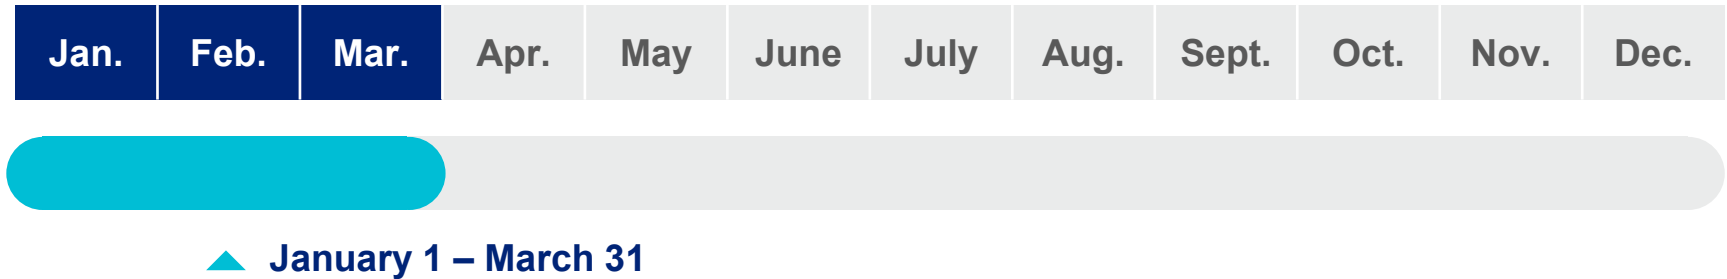 Jan. Feb. Mar. Apr. May June July Aug. Sept. Oct. Nov. Dec.
January 1 – March 31